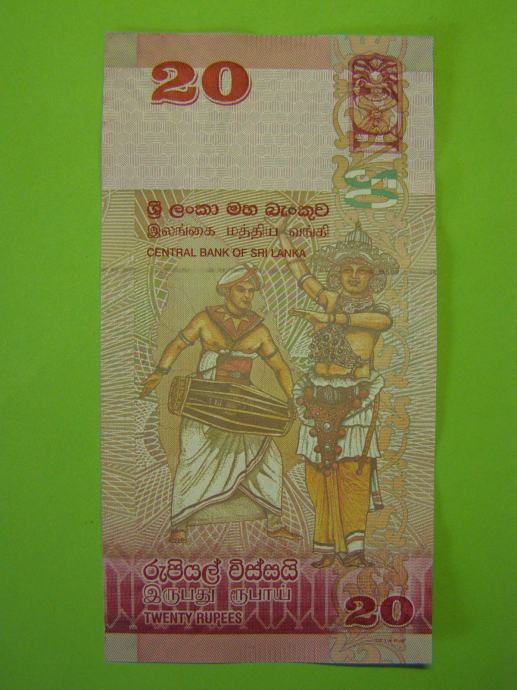 20
ශ්‍රී ලංකා මහ බැංකුව
இலங்கை மத்திய வங்கி
CENTRAL BANK OF SRI LANKA
රුපියල් විස්සයි
இருபது ரூபாய்
TWENTY RUPEES
20